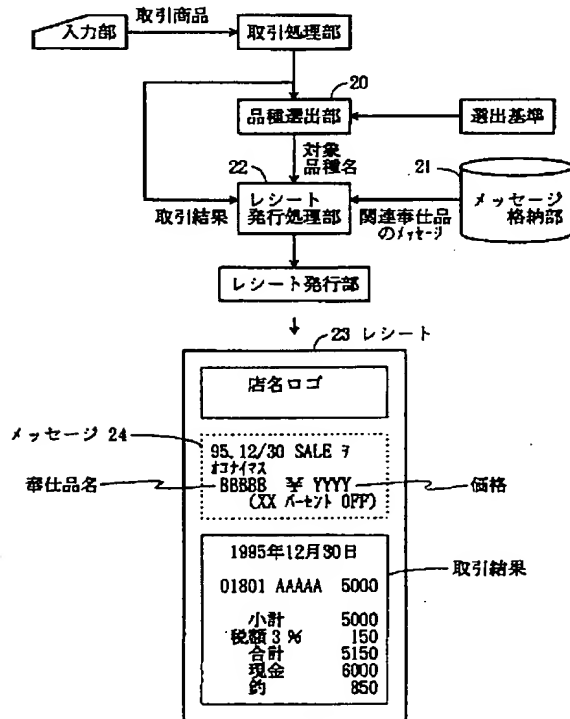 取引商品
入力部
取引処理部
20
品種選出部
選出基準
対象
品種名
22
21
レシート
発行処理部
メッセージ
格納部
取引結果
関連奉仕品
のメッセージ
レシート発行部
23 レシート
店名ロゴ
メッセージ 24
95.12/30 SALE ヲ
オコナイマス
奉仕品名
BBBBB ¥ YYYY
価格
(XX パーセント OFF)
1995年12月30日
取引結果
01801 AAAAA 5000
小計 5000
税額3% 150
合計 5150
現金 6000
釣 850